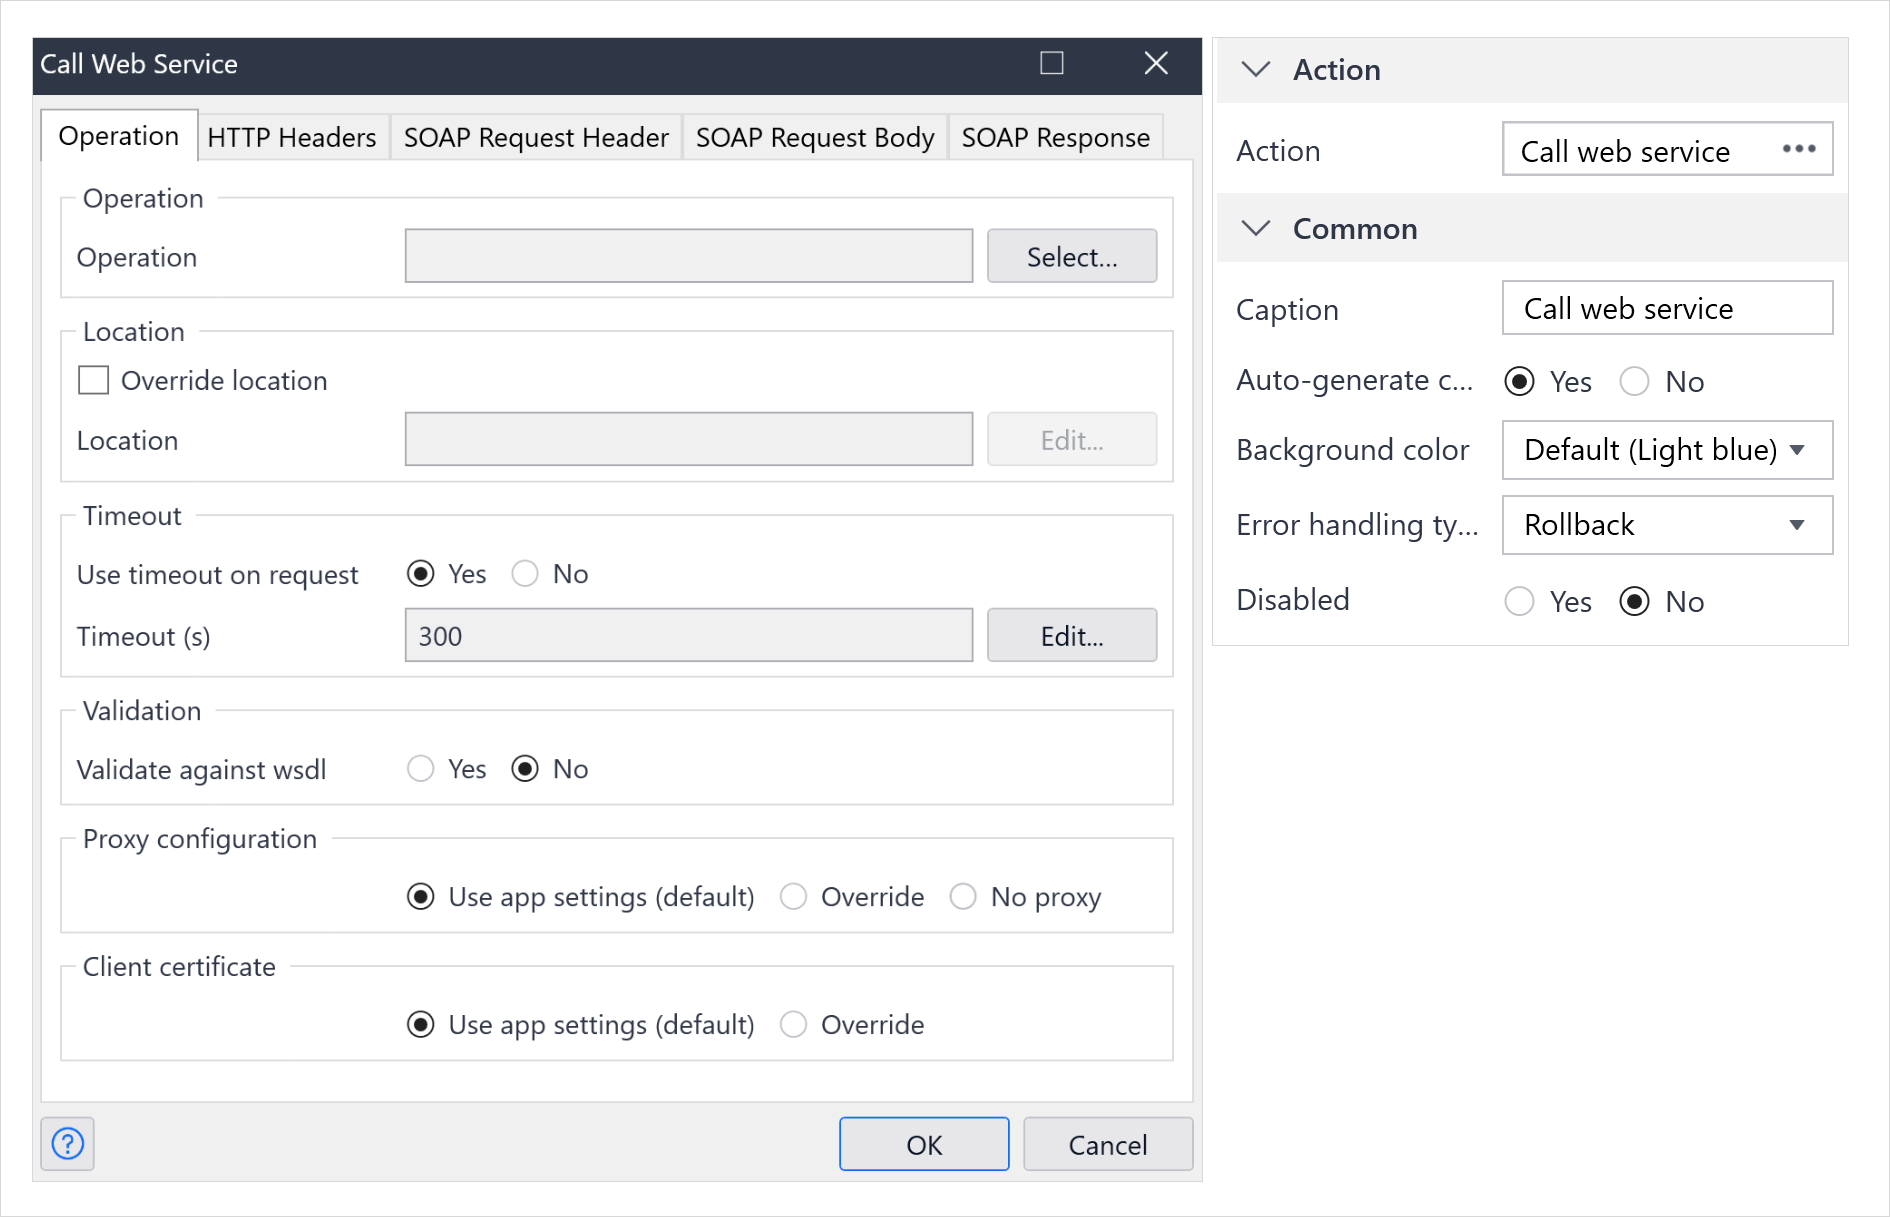 Call Web Service
Operation HTTP Headers SOAP Request Header SOAP Request Body SOAP Response
Operation
Operation Select...
Location
Override location
Location Edit...
Timeout
Use timeout on request Yes No
Timeout (s) 300 Edit...
Validation
Validate against wsdl Yes No
Proxy configuration
Use app settings (default) Override No proxy
Client certificate
Use app settings (default) Override
? OK Cancel
Action
Action Call web service •••
Common
Caption Call web service
Auto-generate c... Yes No
Background color Default (Light blue)
Error handling ty... Rollback
Disabled Yes No